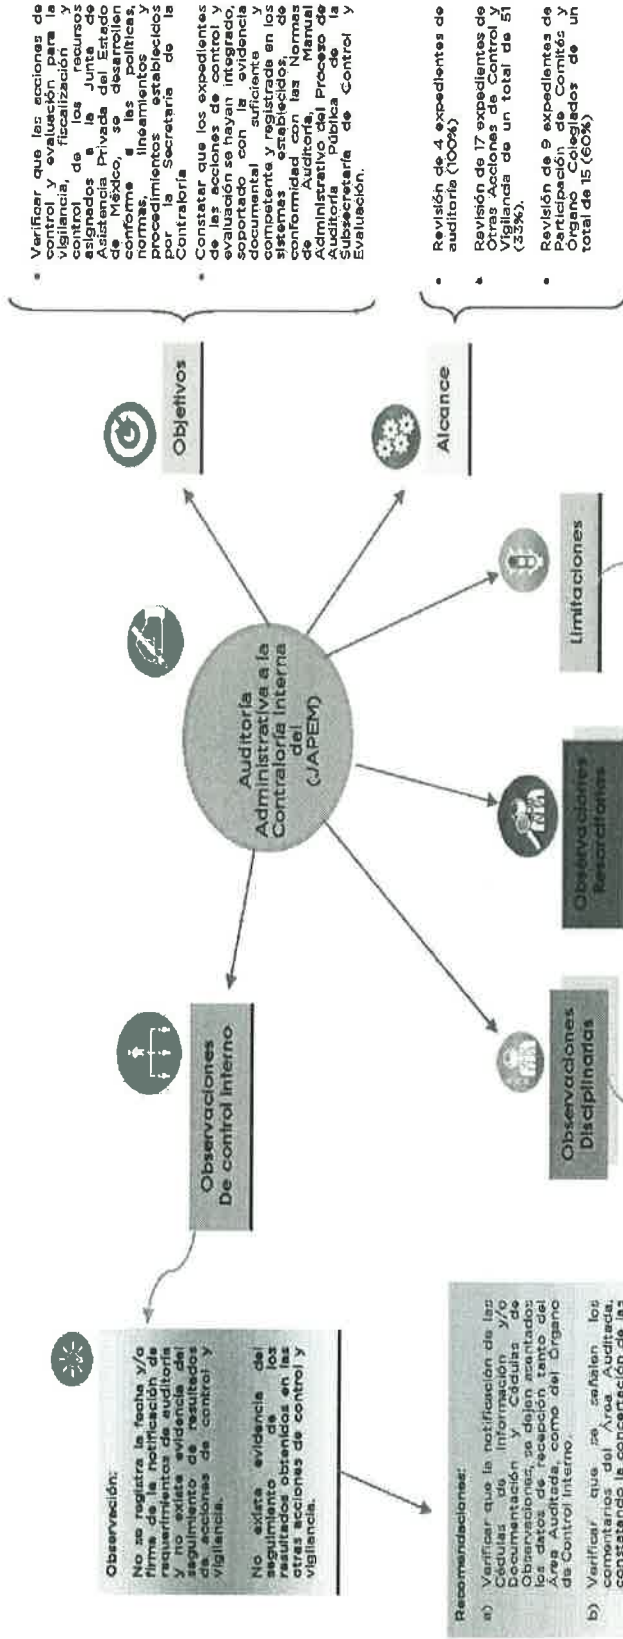 Auditoría
Administrativa a la
Contraloría Interna
del
(JAPEM)
Objetivos
• Verificar que las acciones de
control y evaluación para la
vigilancia, fiscalización y
control de los recursos
asignados a la Junta de
Asistencia Privada del Estado
de México, se desarrollen
conforme a las políticas,
normas, lineamientos y
procedimientos establecidos
por la Secretaría de la
Contraloría
• Constatar que los expedientes
de las acciones de control y
evaluación se hayan integrado,
soportado con la evidencia
documental suficiente y
competente y registrada en los
sistemas establecidos, de
conformidad con las Normas
de Auditoría, Manual
Administrativo del Proceso de
Auditoría Pública de la
Subsecretaría de Control y
Evaluación.
Alcance
• Revisión de 4 expedientes de
auditoría (100%)
• Revisión de 17 expedientes de
Otras Acciones de Control y
Vigilancia de un total de 51
(33%).
• Revisión de 9 expedientes de
Participación de Comités y
Órgano Colegiados de un
total de 15 (60%)
Limitaciones
Observaciones
Resarcitorias
Observaciones
Disciplinarias
Observaciones
De control Interno
Observación:
No se registra la fecha y/o
firma de la notificación de
requerimientos de auditoría
y no existe evidencia del
seguimiento de resultados
de acciones de control y
vigilancia.
No existe evidencia del
seguimiento de los
resultados obtenidos en las
otras acciones de control y
vigilancia.
Recomendaciones:
a) Verificar que la notificación de las
Cédulas de Información y/o
Documentación y Cédulas de
Observaciones, se dejen asentados
los datos de recepción tanto del
Área Auditada, como del Órgano
de Control Interno.
b) Verificar que se señalen los
comentarios del Área Auditada,
constatando la concertación de las